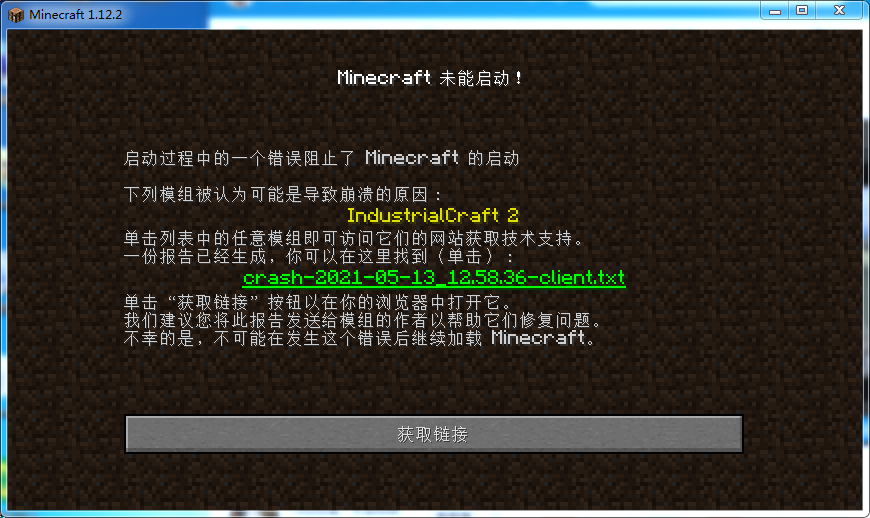 Minecraft 1.12.2
Minecraft 未能启动！
启动过程中的一个错误阻止了 Minecraft 的启动
下列模组被认为可能是导致崩溃的原因：
IndustrialCraft 2
单击列表中的任意模组即可访问它们的网站获取技术支持。
一份报告已经生成，你可以在这里找到（单击）：
crash-2021-05-13_12.58.36-client.txt
单击“获取链接”按钮以在你的浏览器中打开它。
我们建议您将此报告发送给模组的作者以帮助它们修复问题。
不幸的是，不可能在发生这个错误后继续加载 Minecraft。
获取链接